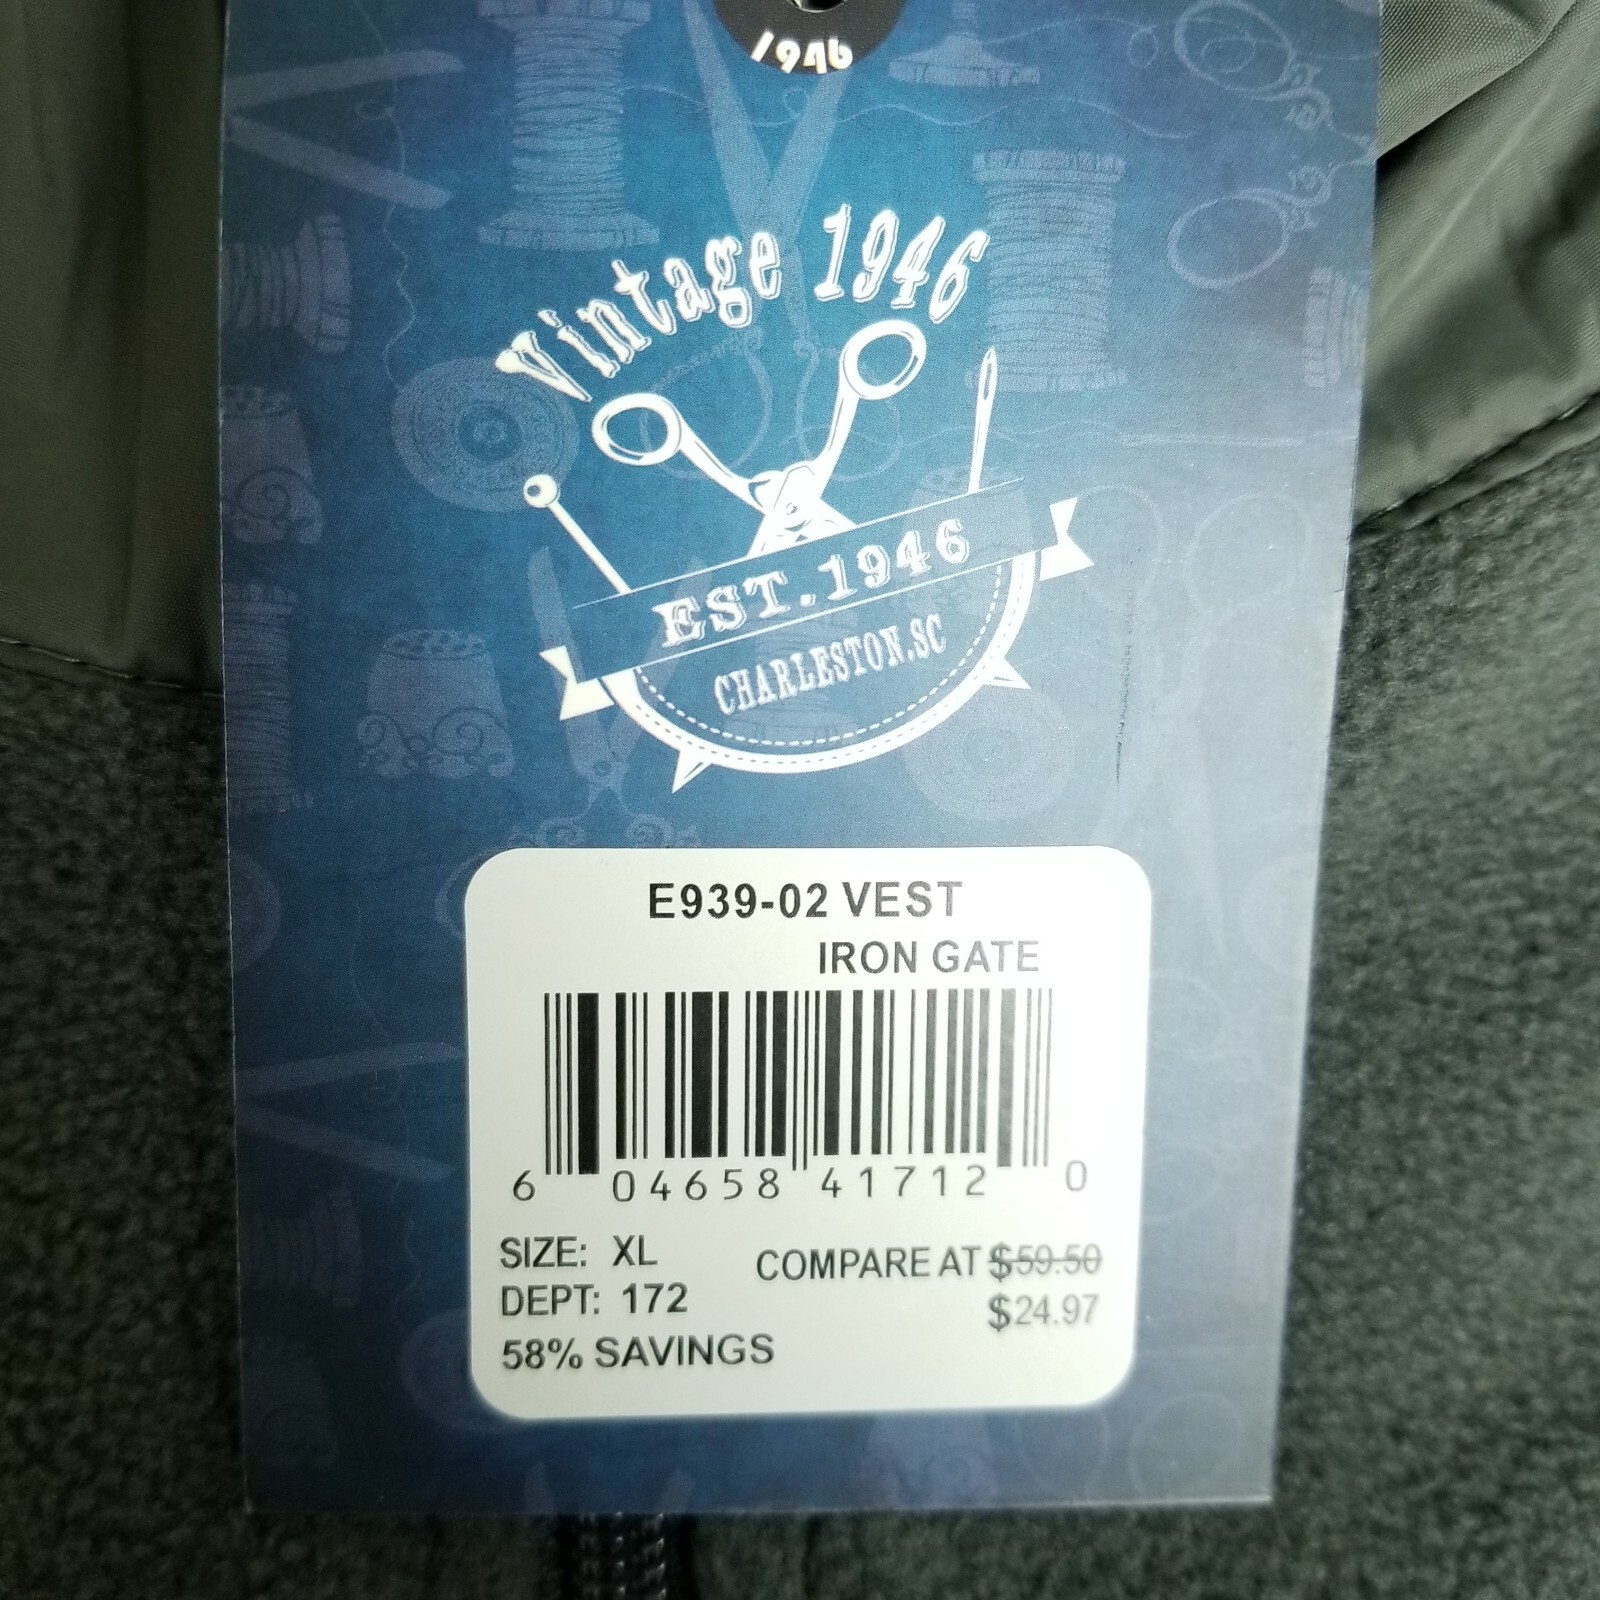 1946
Vintage 1946
EST. 1946
CHARLESTON.SC
E939-02 VEST
IRON GATE
6 04658 41712 0
SIZE: XL
COMPARE AT $59.50
DEPT: 172
$24.97
58% SAVINGS